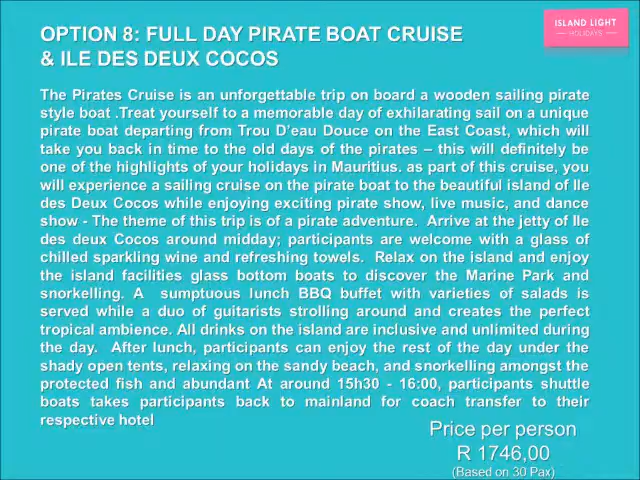 OPTION 8: FULL DAY PIRATE BOAT CRUISE
& ILE DES DEUX COCOS
ISLAND LIGHT
HOLIDAYS
The Pirates Cruise is an unforgettable trip on board a wooden sailing pirate
style boat .Treat yourself to a memorable day of exhilarating sail on a unique
pirate boat departing from Trou D'eau Douce on the East Coast, which will
take you back in time to the old days of the pirates – this will definitely be
one of the highlights of your holidays in Mauritius. as part of this cruise, you
will experience a sailing cruise on the pirate boat to the beautiful island of Ile
des Deux Cocos while enjoying exciting pirate show, live music, and dance
show - The theme of this trip is of a pirate adventure. Arrive at the jetty of Ile
des deux Cocos around midday; participants are welcome with a glass of
chilled sparkling wine and refreshing towels. Relax on the island and enjoy
the island facilities glass bottom boats to discover the Marine Park and
snorkelling. A sumptuous lunch BBQ buffet with varieties of salads is
served while a duo of guitarists strolling around and creates the perfect
tropical ambience. All drinks on the island are inclusive and unlimited during
the day. After lunch, participants can enjoy the rest of the day under the
shady open tents, relaxing on the sandy beach, and snorkelling amongst the
protected fish and abundant At around 15h30 - 16:00, participants shuttle
boats takes participants back to mainland for coach transfer to their
respective hotel
Price per person
R 1746,00
(Based on 30 Pax)